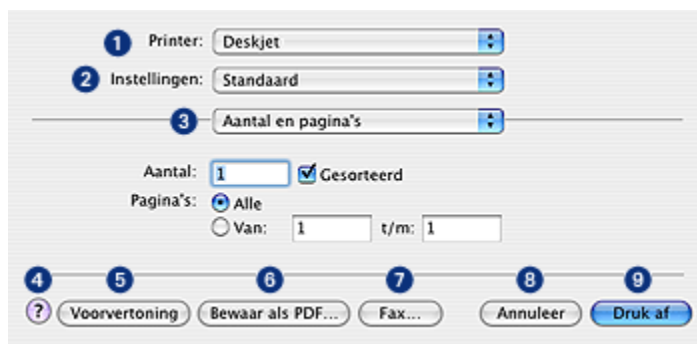 1 Printer: Deskjet
2 Instellingen: Standaard
3 Aantal en pagina's
Aantal: 1 Gesorteerd
Pagina's: Alle
Van: 1 t/m: 1
4 5 6 7 8 9
? Voorvertoning Bewaar als PDF... Fax... Annuleer Druk af